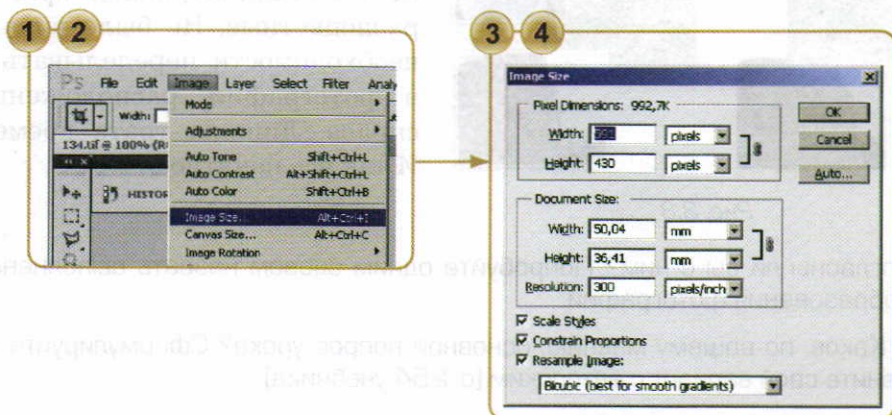 1 2
Ps File Edit Image Layer Select Filter
Width:
134.tif @ 100%
HISTOR
Mode
Adjustments
Auto Tone Shift+Ctrl+L
Auto Contrast Alt+Shift+Ctrl+L
Auto Color Shift+Ctrl+B
Image Size... Alt+Ctrl+I
Canvas Size... Alt+Ctrl+C
Image Rotation
3 4
Image Size
Pixel Dimensions: 992,7K
Width: 591 pixels
Height: 430 pixels
Document Size:
Width: 50,04 mm
Height: 36,41 mm
Resolution: 300 pixels/inch
Scale Styles
Constrain Proportions
Resample Image:
Bicubic (best for smooth gradients)
OK
Cancel
Auto...